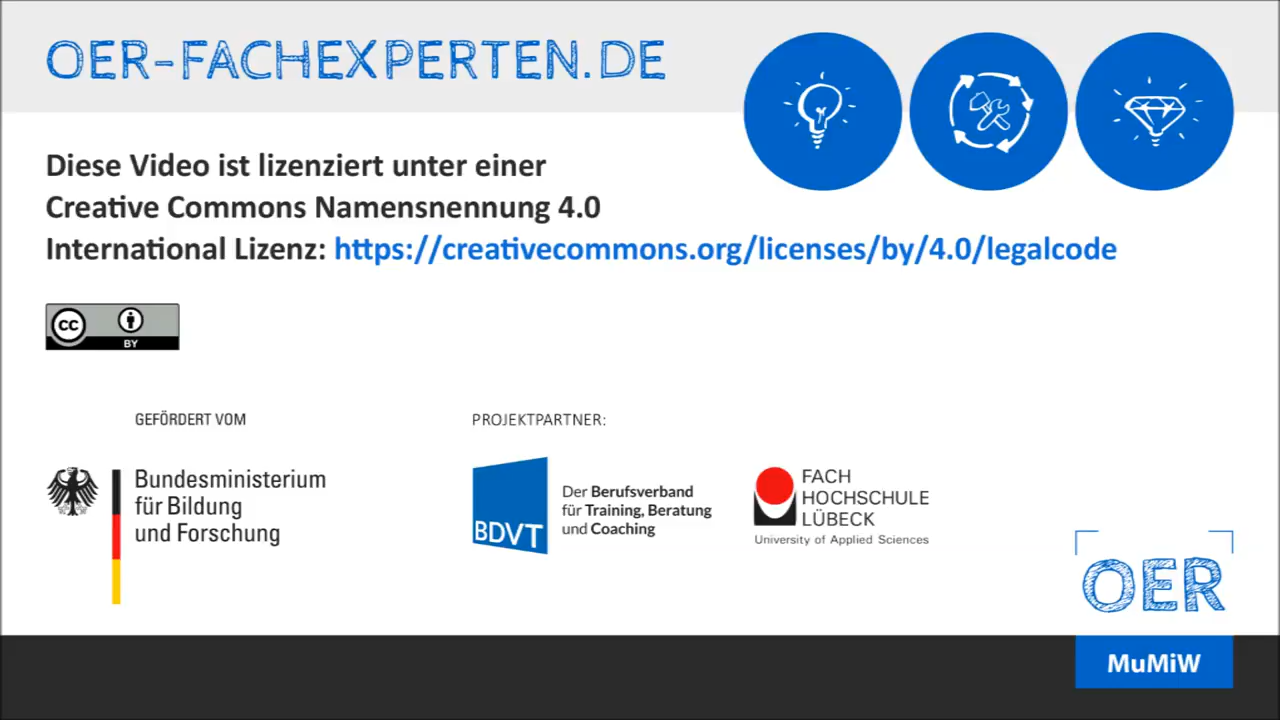 OER-FACHEXPERTEN.DE
Diese Video ist lizenziert unter einer
Creative Commons Namensnennung 4.0
International Lizenz: https://creativecommons.org/licenses/by/4.0/legalcode
CC
BY
GEFÖRDERT VOM
Bundesministerium
für Bildung
und Forschung
PROJEKTPARTNER:
BDVT
Der Berufsverband
für Training, Beratung
und Coaching
FACH
HOCHSCHULE
LÜBECK
University of Applied Sciences
OER
MuMiW